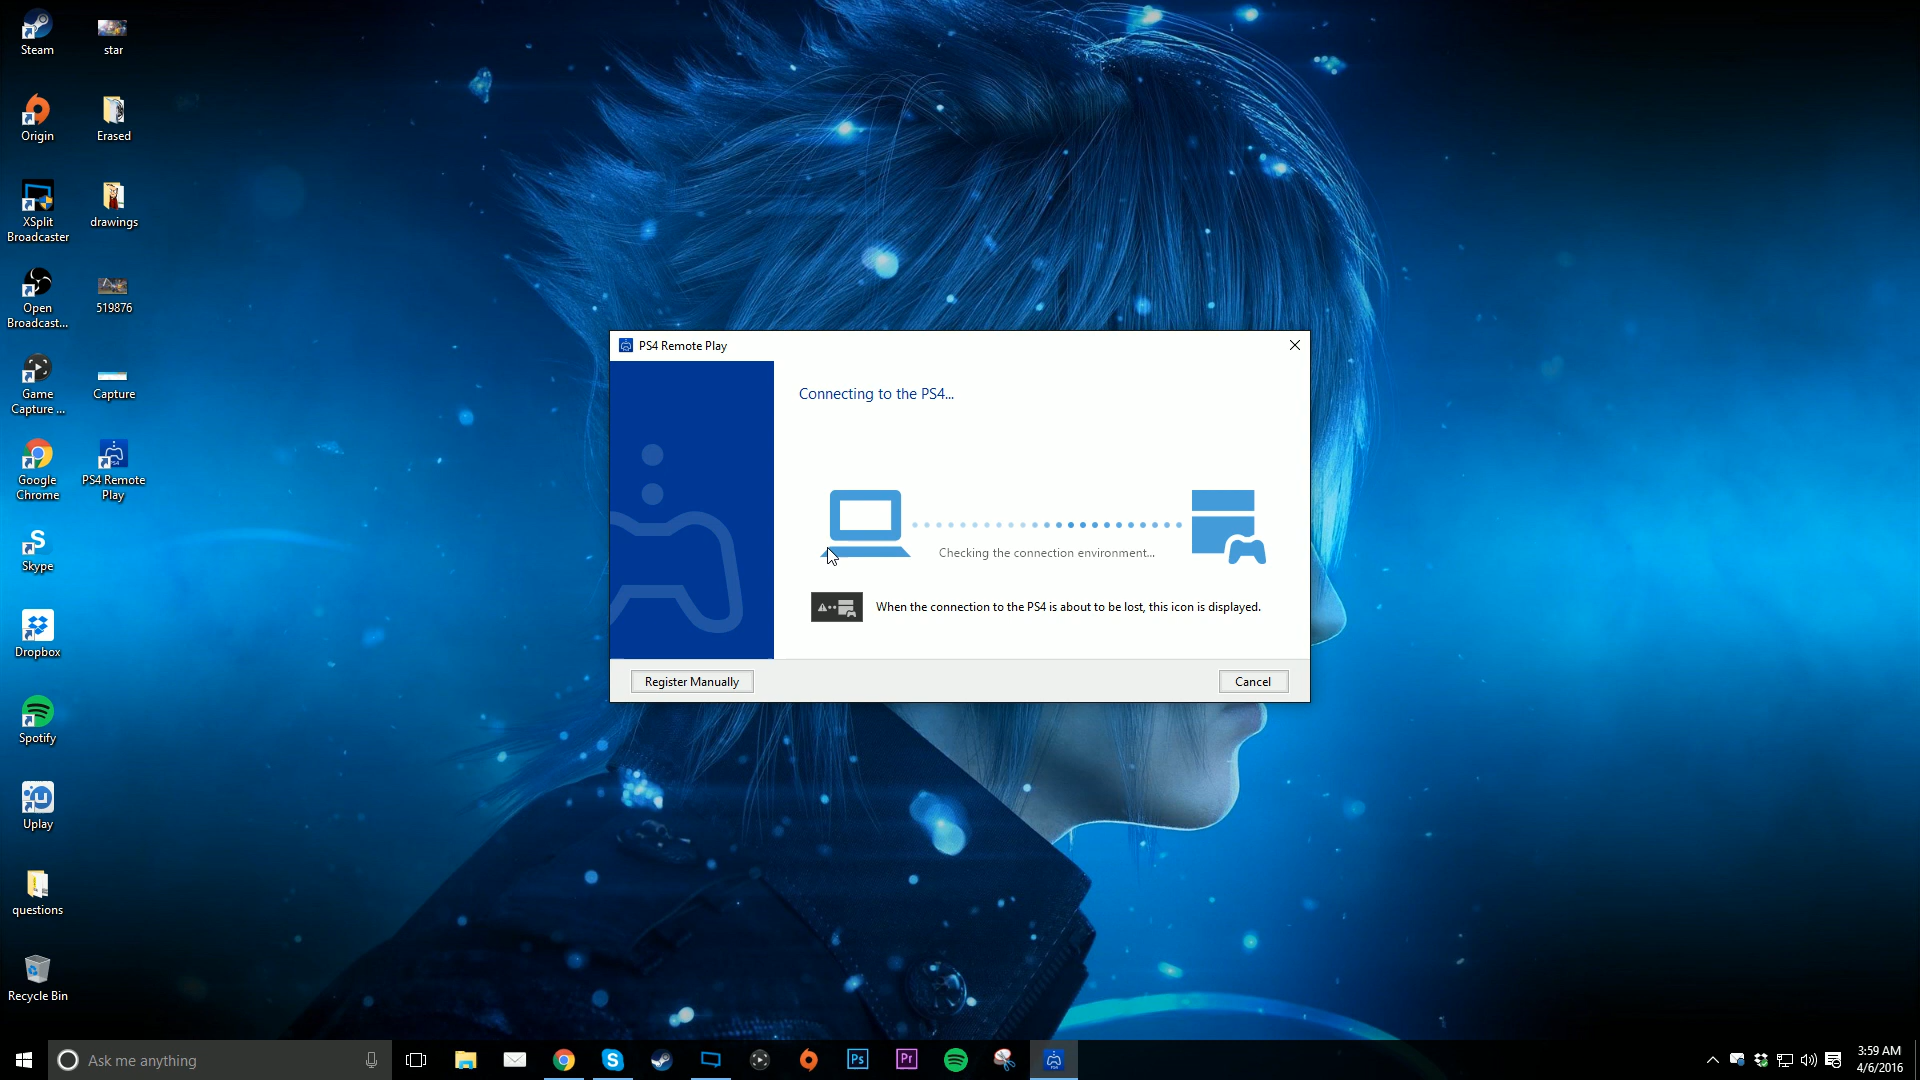 Steam
star
Origin
Erased
XSplit
Broadcaster
drawings
Open
Broadcast...
519876
Game
Capture ...
Capture
Google
Chrome
PS4 Remote
Play
Skype
Dropbox
Spotify
Uplay
questions
Recycle Bin
PS4 Remote Play
Connecting to the PS4...
Checking the connection environment...
When the connection to the PS4 is about to be lost, this icon is displayed.
Register Manually
Cancel
Ask me anything
Ps
Pr
3:59 AM
4/6/2016